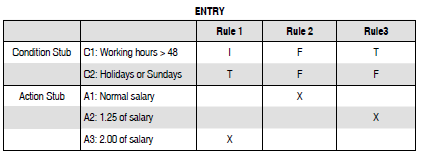 ENTRY
Rule 1 Rule 2 Rule3
Condition Stub C1: Working hours > 48 I F T
C2: Holidays or Sundays T F F
Action Stub A1: Normal salary X
A2: 1.25 of salary X
A3: 2.00 of salary X